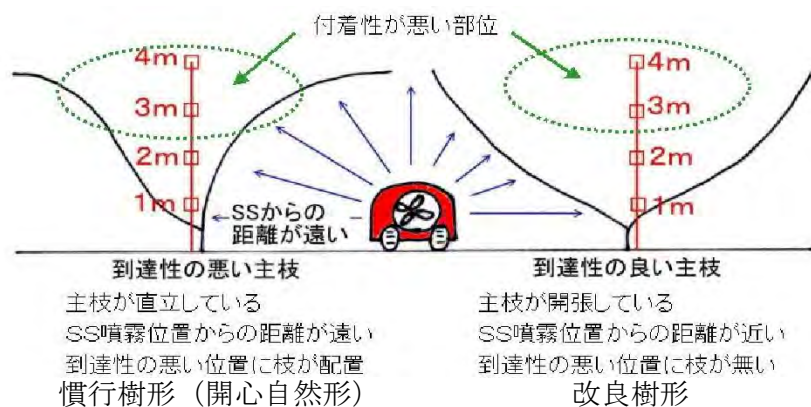 付着性が悪い部位
4m
3m
2m
1m
4m
3m
2m
1m
SSからの
距離が遠い
到達性の悪い主枝
主枝が直立している
SS噴霧位置からの距離が遠い
到達性の悪い位置に枝が配置
慣行樹形（開心自然形）
到達性の良い主枝
主枝が開張している
SS噴霧位置からの距離が近い
到達性の悪い位置に枝が無い
改良樹形